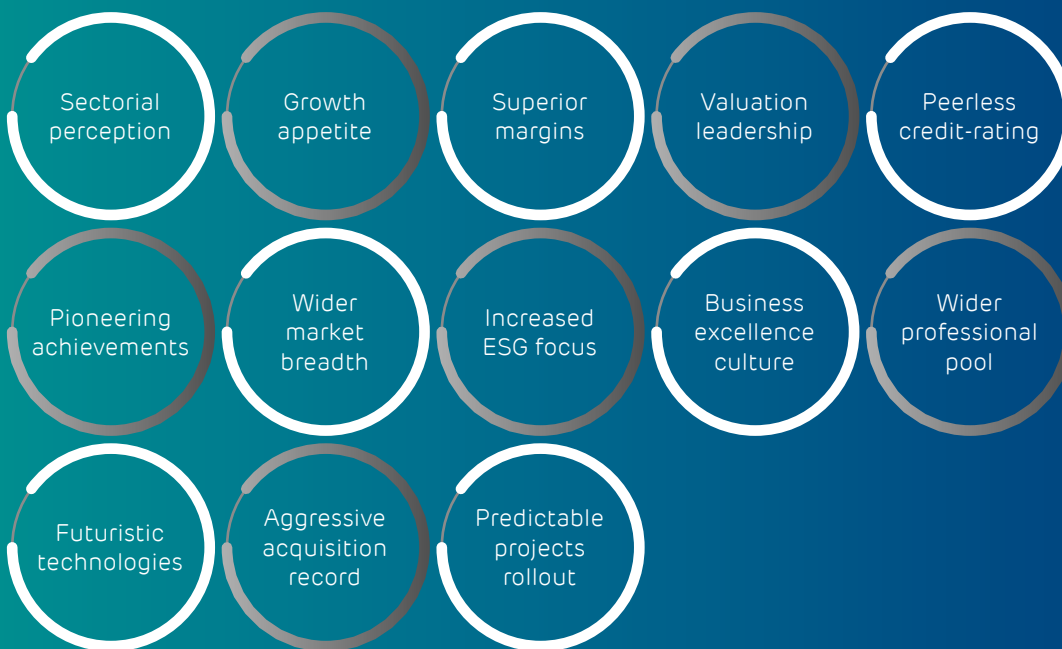 Sectorial
perception
Growth
appetite
Superior
margins
Valuation
leadership
Peerless
credit-rating
Pioneering
achievements
Wider
market
breadth
Increased
ESG focus
Business
excellence
culture
Wider
professional
pool
Futuristic
technologies
Aggressive
acquisition
record
Predictable
projects
rollout